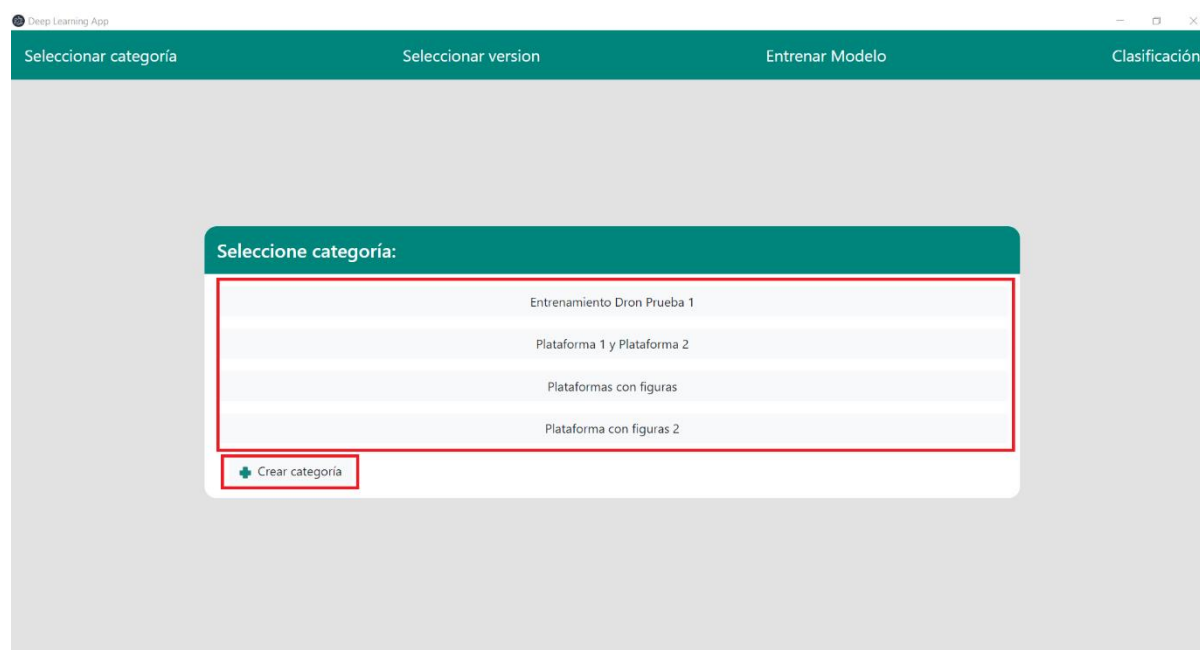 Deep Learning App
Seleccionar categoría Seleccionar version Entrenar Modelo Clasificación
Seleccione categoría:
Entrenamiento Dron Prueba 1
Plataforma 1 y Plataforma 2
Plataformas con figuras
Plataforma con figuras 2
Crear categoría